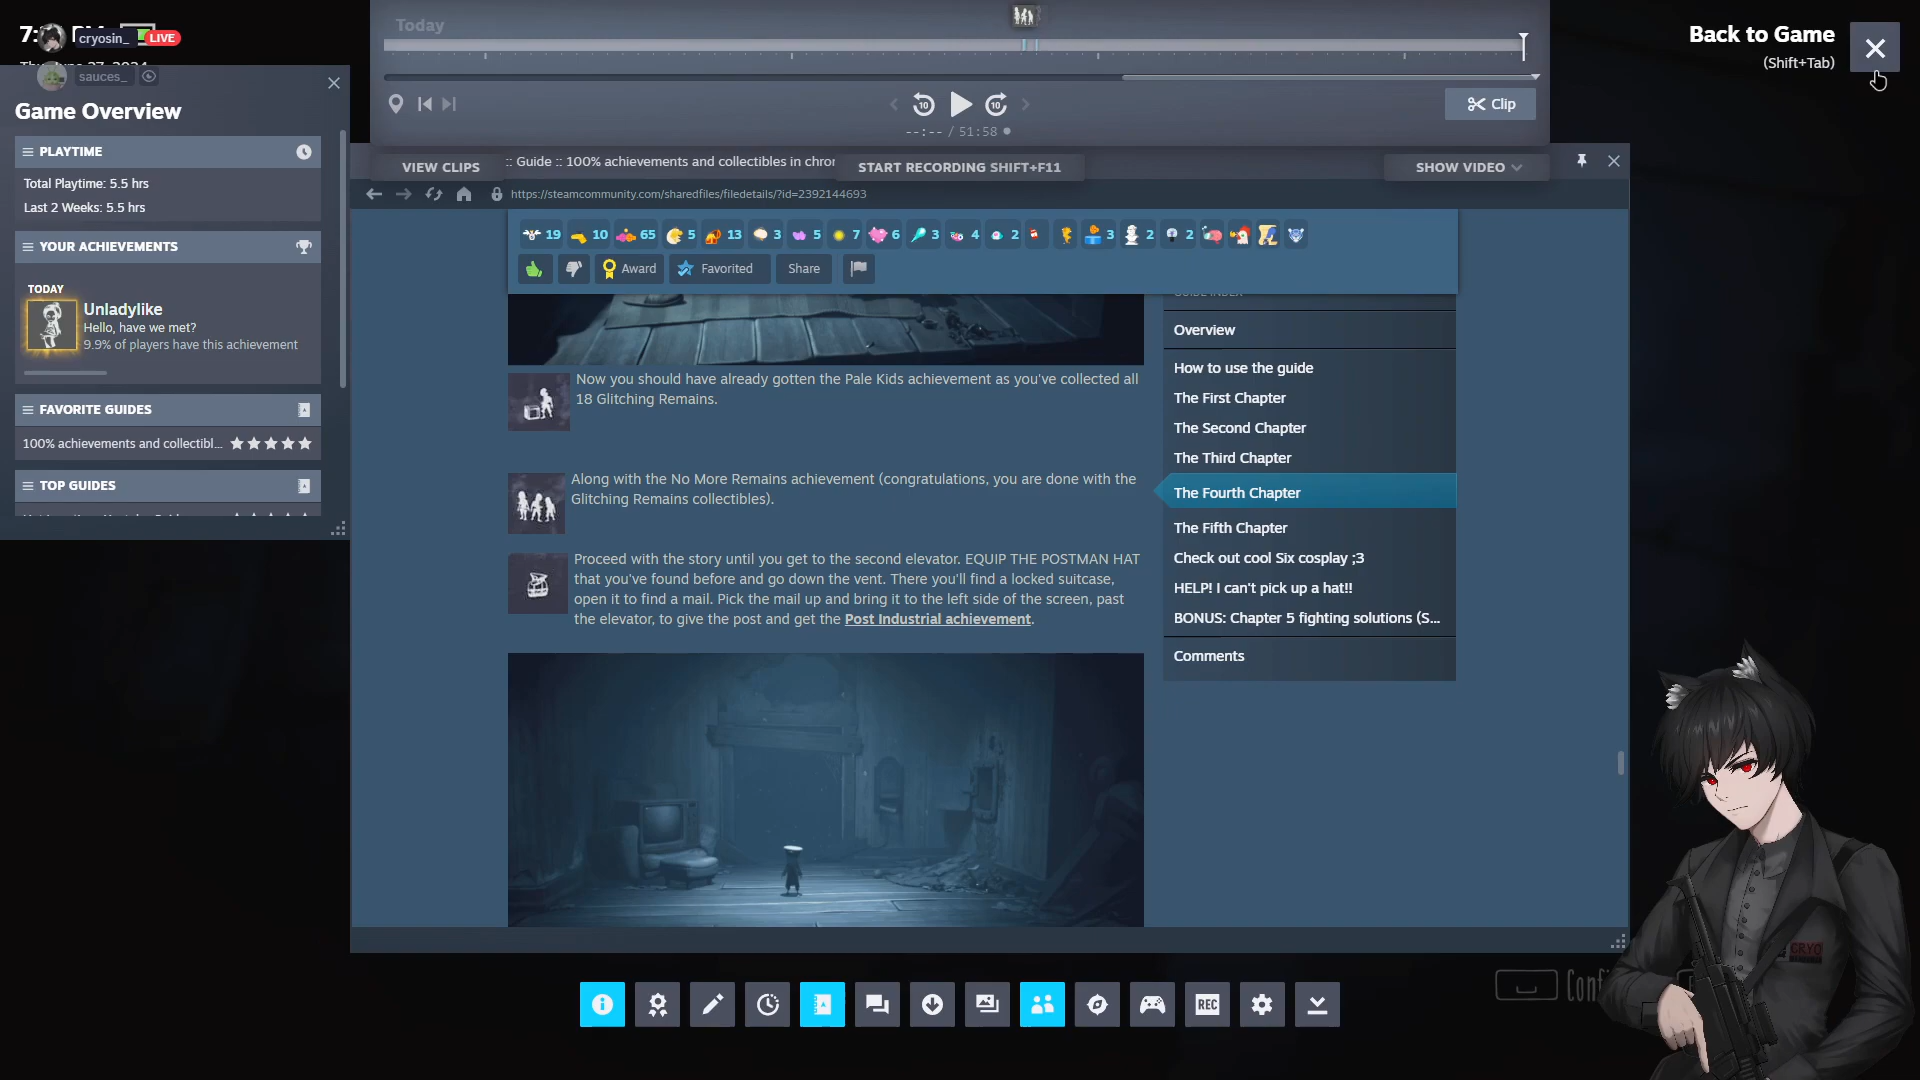 cryosin_ LIVE
sauces_
Game Overview
PLAYTIME
Total Playtime: 5.5 hrs
Last 2 Weeks: 5.5 hrs
YOUR ACHIEVEMENTS
TODAY
Unladylike
Hello, have we met?
9.9% of players have this achievement
FAVORITE GUIDES
100% achievements and collectibl...
TOP GUIDES
Today
10 10
--:-- / 51:58
Clip
Back to Game
(Shift+Tab)
VIEW CLIPS
:: Guide :: 100% achievements and collectibles in chron
START RECORDING SHIFT+F11
SHOW VIDEO
https://steamcommunity.com/sharedfiles/filedetails/?id=2392144693
19 10 65 5 13 3 5 7 6 3 4 2 3 2 2
Award Favorited Share
Now you should have already gotten the Pale Kids achievement as you've collected all
18 Glitching Remains.
Along with the No More Remains achievement (congratulations, you are done with the
Glitching Remains collectibles).
Proceed with the story until you get to the second elevator. EQUIP THE POSTMAN HAT
that you've found before and go down the vent. There you'll find a locked suitcase,
open it to find a mail. Pick the mail up and bring it to the left side of the screen, past
the elevator, to give the post and get the Post Industrial achievement.
GUIDE INDEX
Overview
How to use the guide
The First Chapter
The Second Chapter
The Third Chapter
The Fourth Chapter
The Fifth Chapter
Check out cool Six cosplay ;3
HELP! I can't pick up a hat!!
BONUS: Chapter 5 fighting solutions (S...
Comments
REC
CRYO